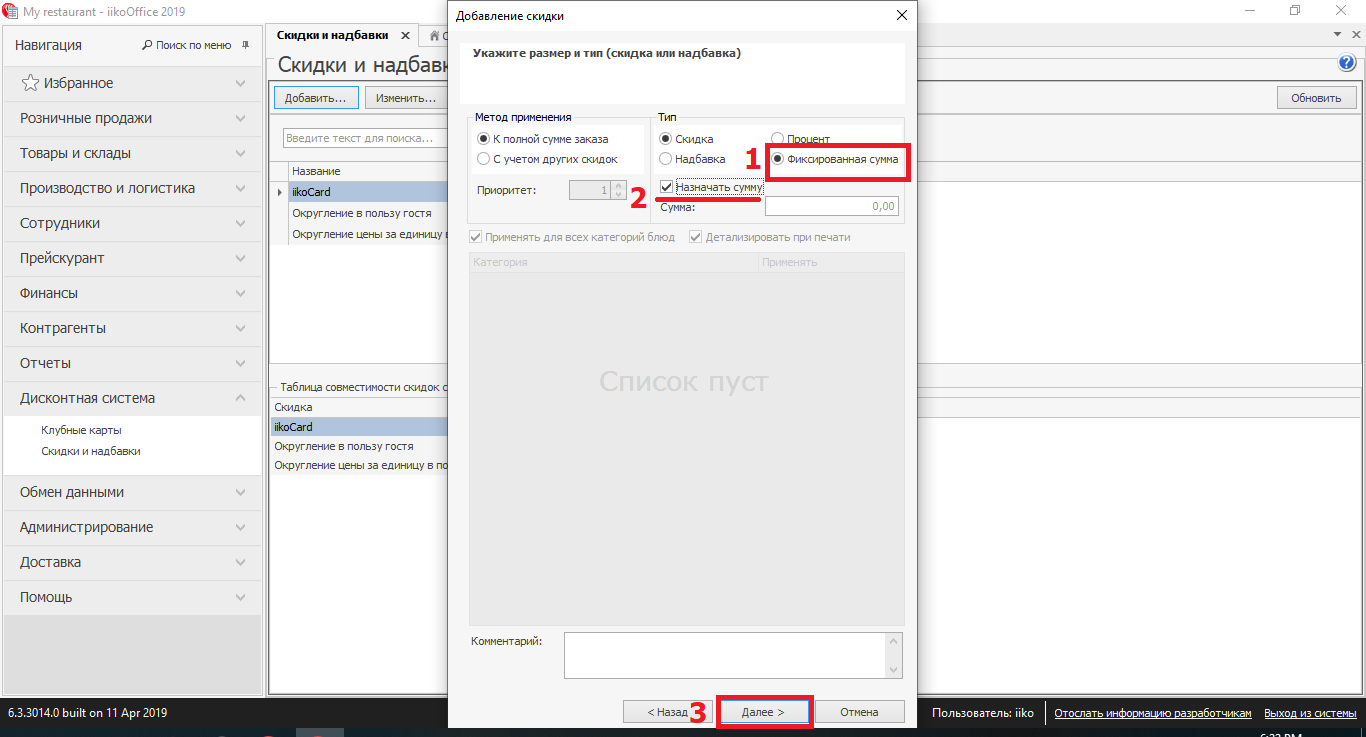 My restaurant - iikoOffice 2019
Навигация
Поиск по меню
Избранное
Розничные продажи
Товары и склады
Производство и логистика
Сотрудники
Прейскурант
Финансы
Контрагенты
Отчеты
Дисконтная система
Клубные карты
Скидки и надбавки
Обмен данными
Администрирование
Доставка
Помощь
Скидки и надбавки
Скидки и надбавк
Добавить...
Изменить...
Обновить
Введите текст для поиска...
Название
iikoCard
Округление в пользу гостя
Округление цены за единицу в
Таблица совместимости скидок с
Скидка
iikoCard
Округление в пользу гостя
Округление цены за единицу в по
Добавление скидки
Укажите размер и тип (скидка или надбавка)
Метод применения
К полной сумме заказа
С учетом других скидок
Приоритет:
1
Тип
Скидка
Процент
Надбавка
1
Фиксированная сумма
2
Назначать сумму
Сумма:
0,00
Применять для всех категорий блюд
Детализировать при печати
Категория
Применять
Список пуст
Комментарий:
< Назад
3
Далее >
Отмена
6.3.3014.0 built on 11 Apr 2019
Пользователь: iiko
Отослать информацию разработчикам
Выход из системы